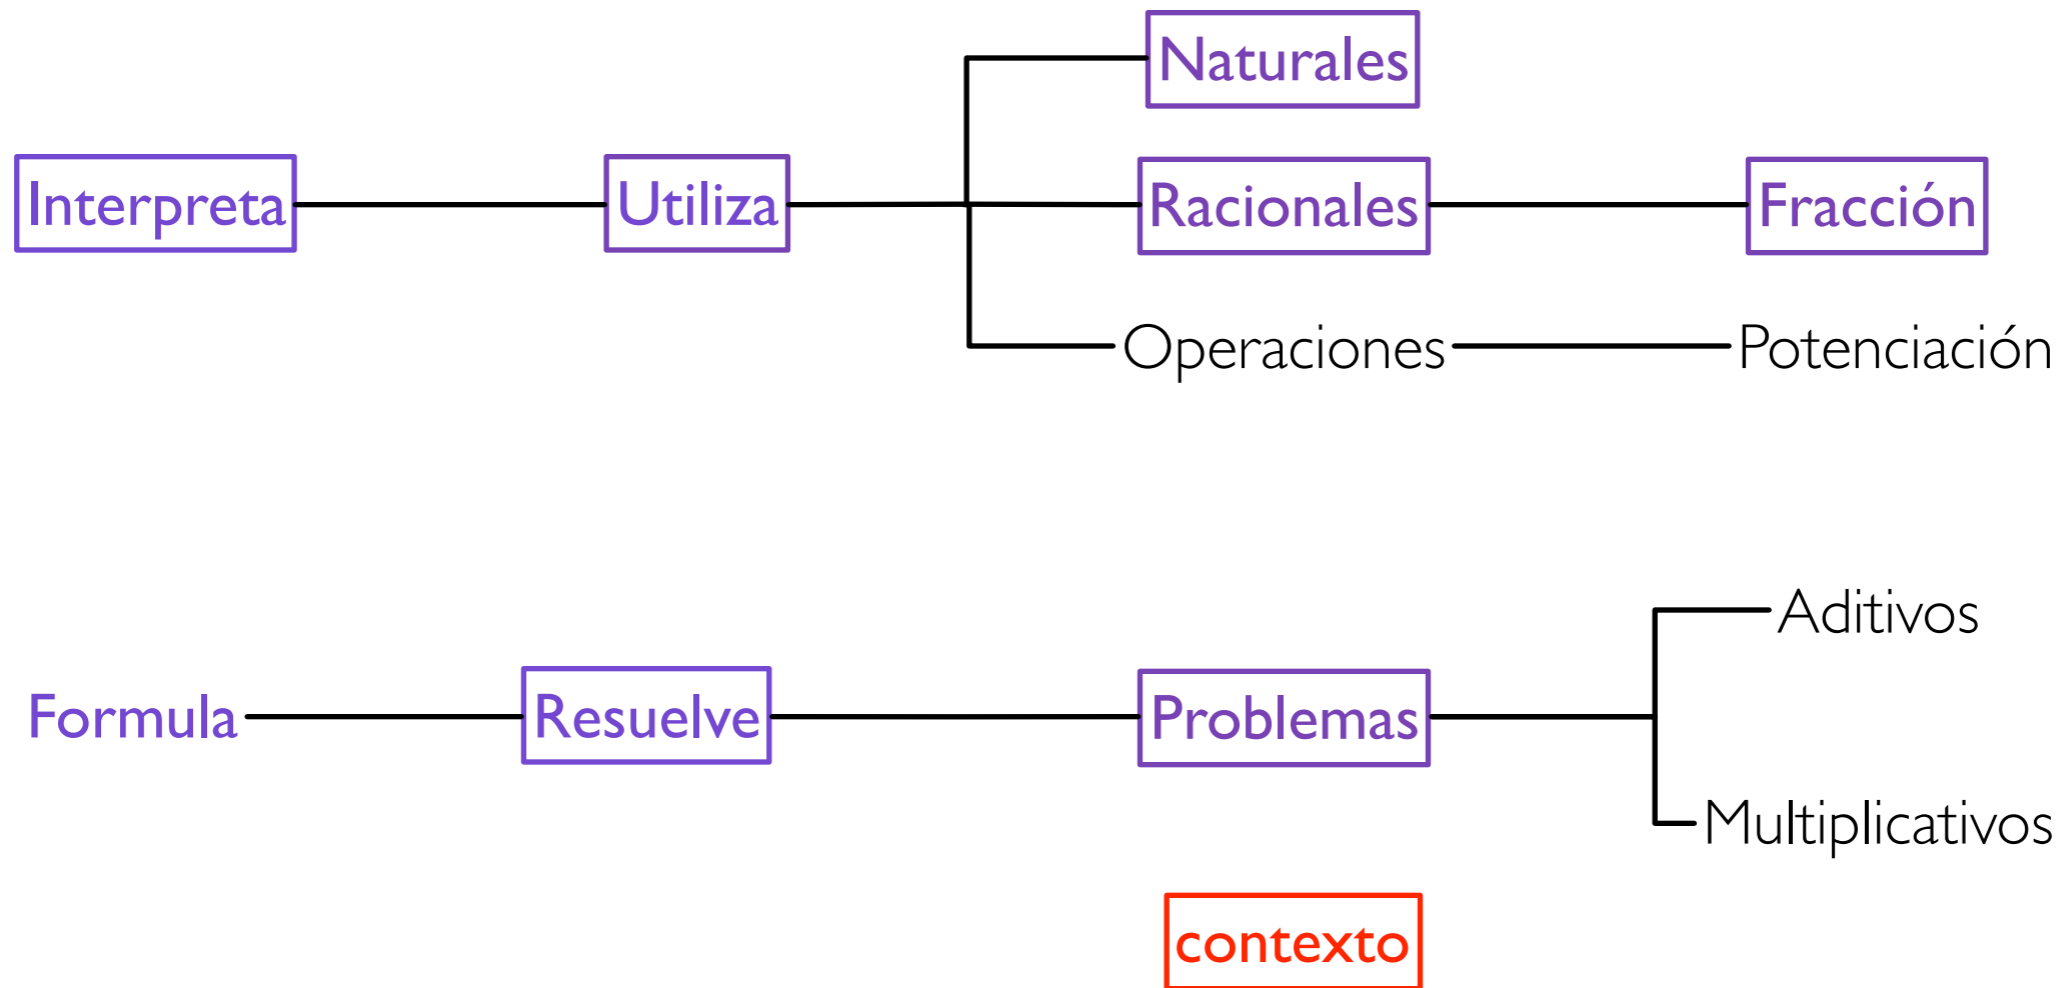 Naturales
Interpreta Utiliza Racionales Fracción
Operaciones Potenciación
Aditivos
Formula Resuelve Problemas
Multiplicativos
contexto